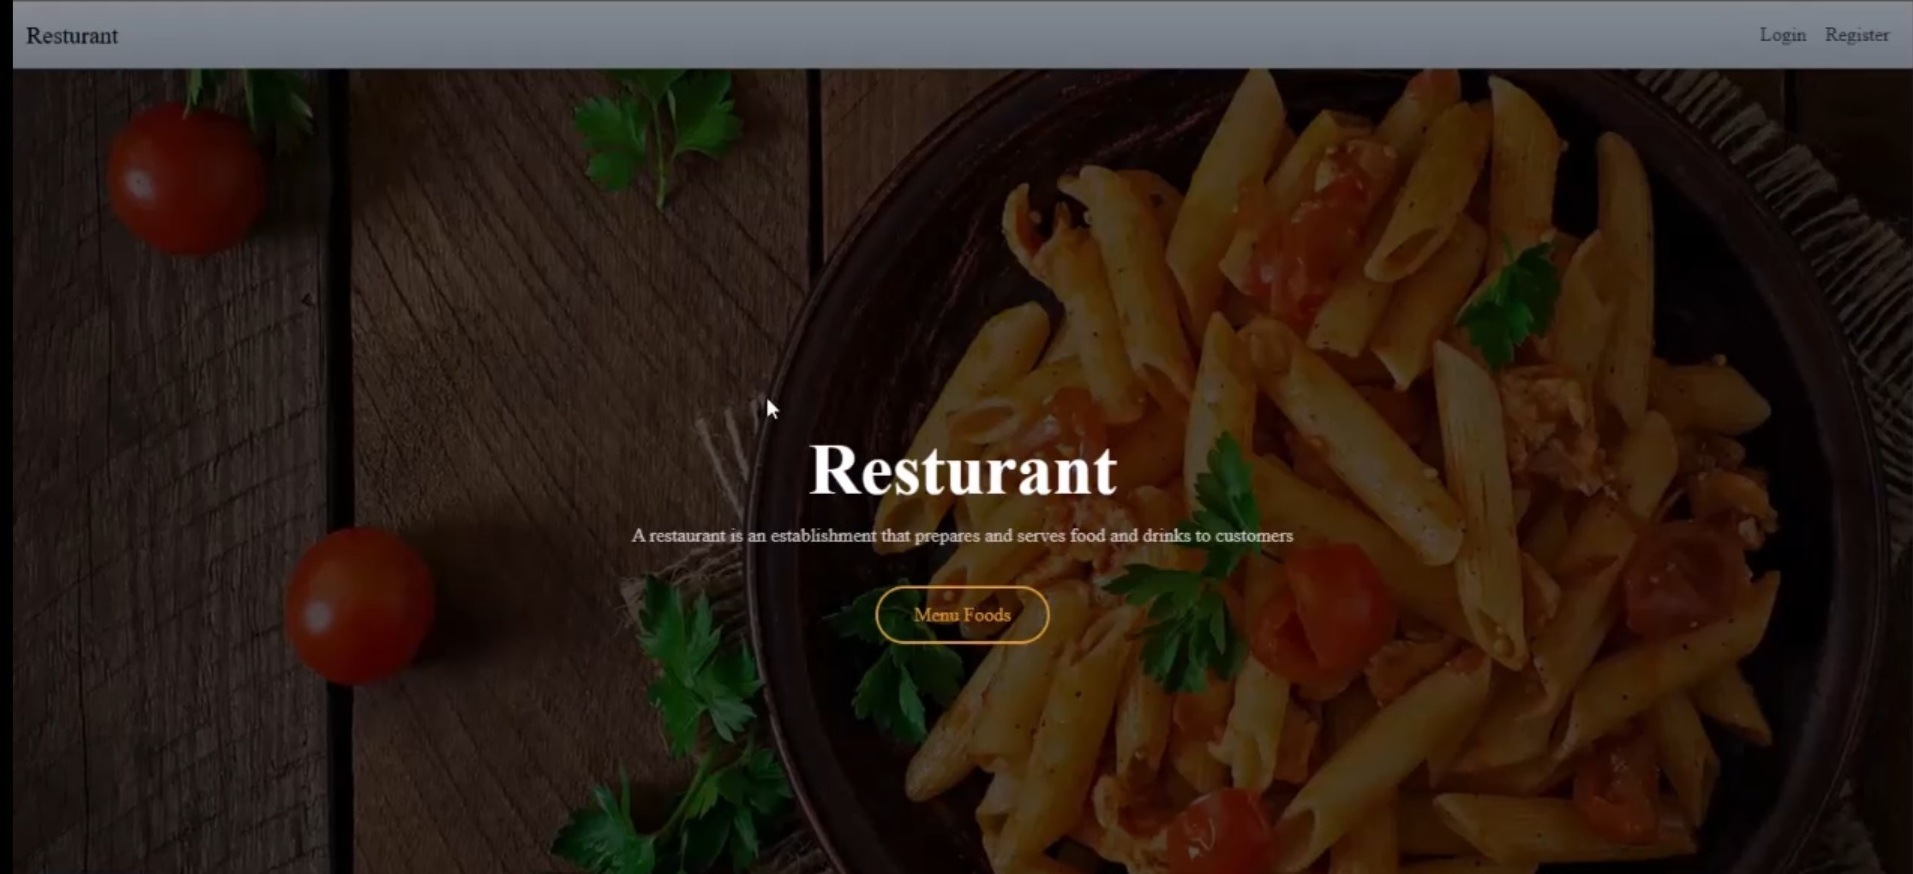 Resturant
Login Register
Resturant
A restaurant is an establishment that prepares and serves food and drinks to customers
Menu Foods